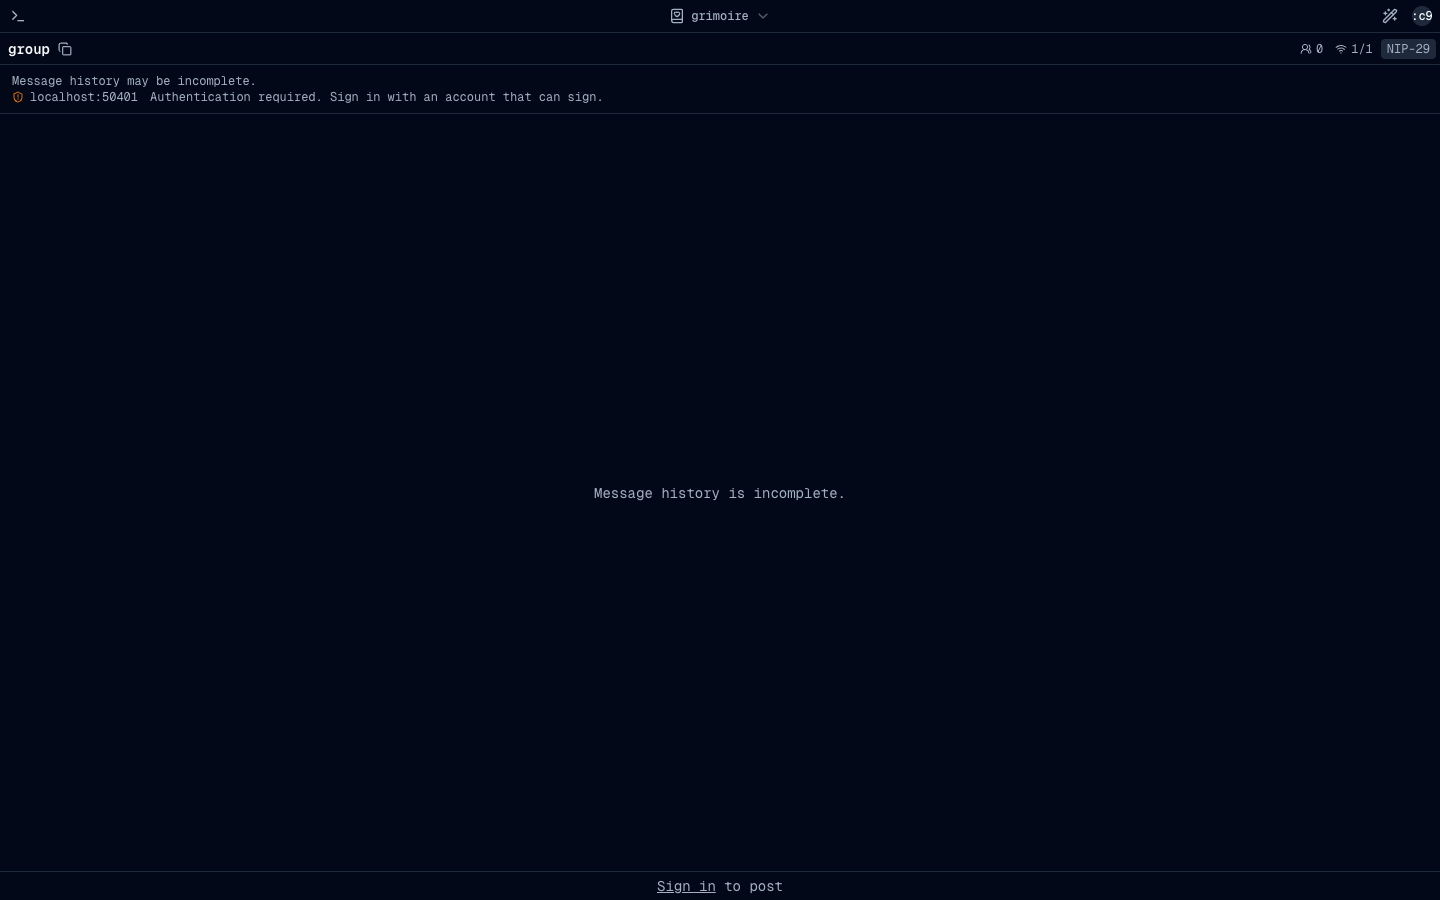 grimoire
:c9
group
0
1/1
NIP-29
Message history may be incomplete.
localhost:50401 Authentication required. Sign in with an account that can sign.
Message history is incomplete.
Sign in to post